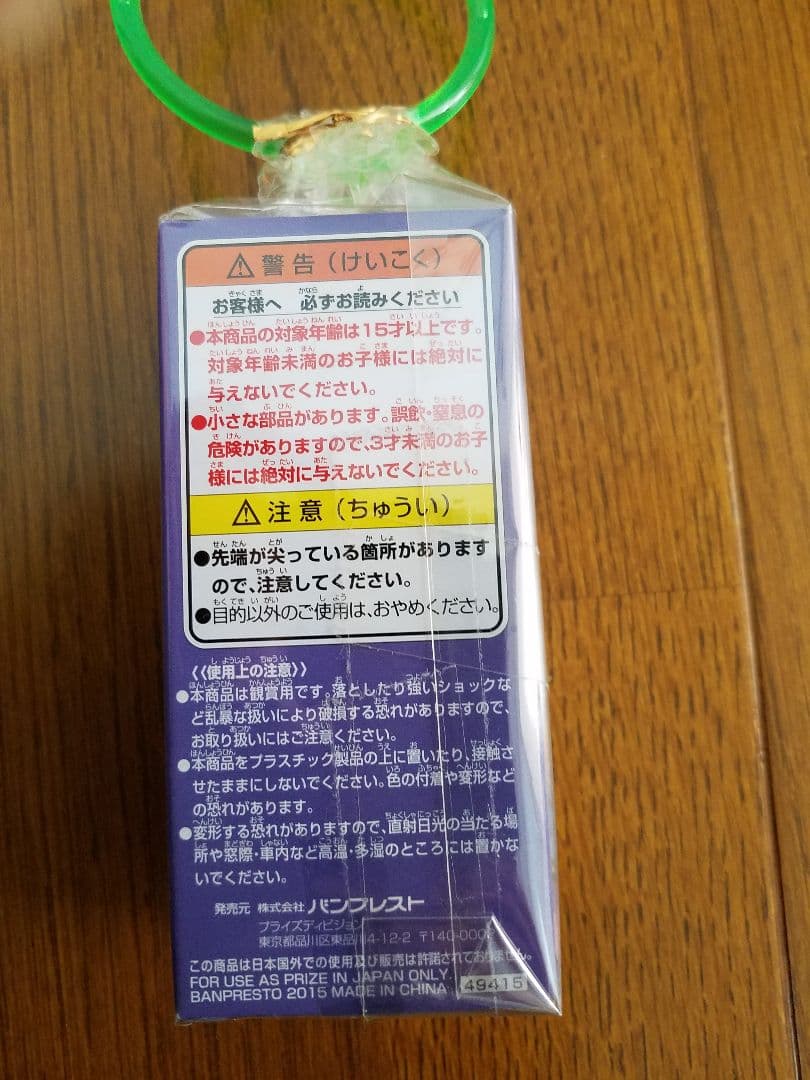 ⚠警告（けいこく）
お客様へ 必ずお読みください
●本商品の対象年齢は15才以上です。
対象年齢未満のお子様には絶対に
与えないでください。
●小さな部品があります。誤飲・窒息の
危険がありますので、3才未満のお子
様には絶対に与えないでください。
⚠注意（ちゅうい）
●先端が尖っている箇所があります
ので、注意してください。
●目的以外のご使用は、おやめください。
《使用上の注意》
●本商品は観賞用です。落としたり強いショックな
ど乱暴な扱いにより破損する恐れがありますので、
お取り扱いにはご注意ください。
●本商品をプラスチック製品の上に置いたり、接触さ
せたままにしないでください。色の付着や変形など
の恐れがあります。
●変形する恐れがありますので、直射日光の当たる場
所や窓際・車内など高温・多湿のところには置かな
いでください。
発売元 株式会社 バンプレスト
プライズディビジョン
東京都品川区東品川4-12-2 〒140-0002
この商品は日本国外での使用及び販売は許諾されておりません。
FOR USE AS PRIZE IN JAPAN ONLY.
BANPRESTO 2015 MADE IN CHINA 49415